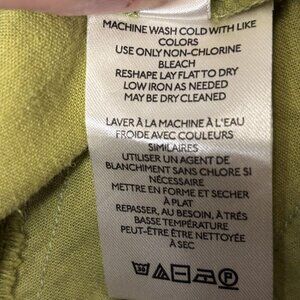 MACHINE WASH COLD WITH LIKE
COLORS
USE ONLY NON-CHLORINE
BLEACH
RESHAPE LAY FLAT TO DRY
LOW IRON AS NEEDED
MAY BE DRY CLEANED
LAVER À LA MACHINE À L'EAU
FROIDE AVEC COULEURS
SIMILAIRES
UTILISER UN AGENT DE
BLANCHIMENT SANS CHLORE SI
NÉCESSAIRE
METTRE EN FORME ET SECHER
À PLAT
REPASSER, AU BESOIN, À TRÈS
BASSE TEMPÉRATURE
PEUT-ÊTRE ÊTRE NETTOYÉE
À SEC